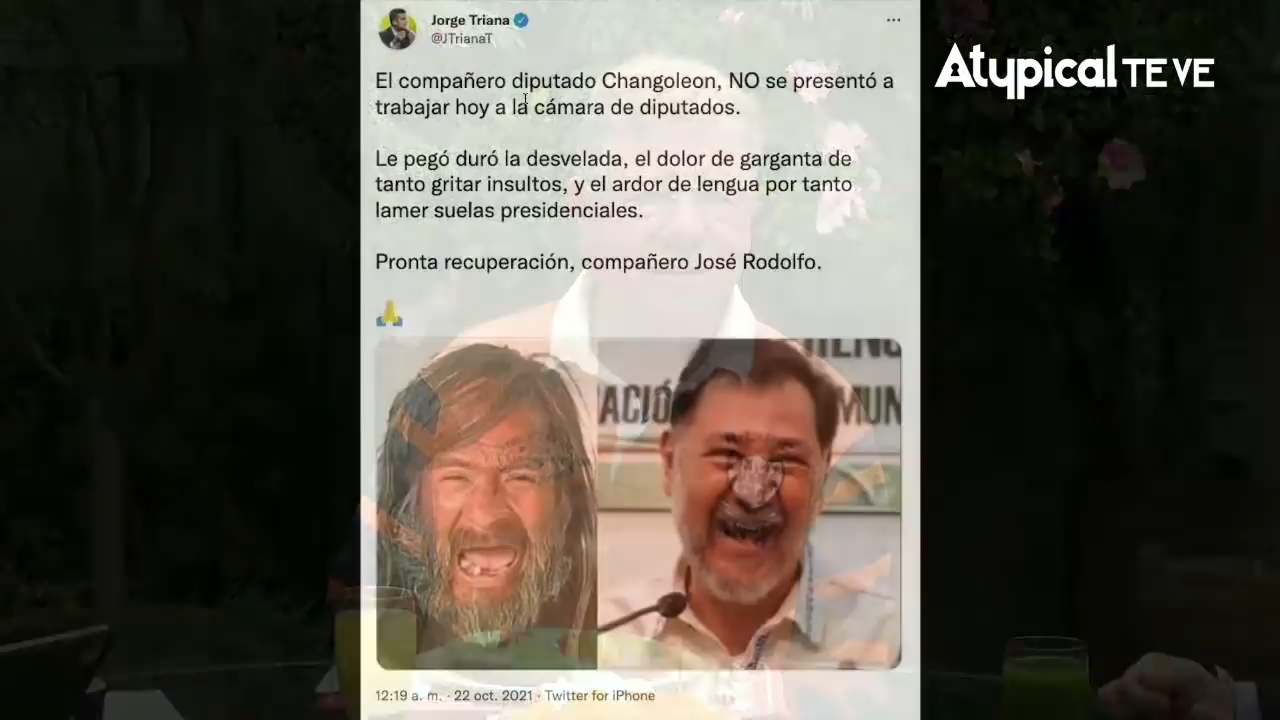 Jorge Triana
@JTrianaT
Atypical TE VE
El compañero diputado Changoleon, NO se presentó a
trabajar hoy a la cámara de diputados.
Le pegó duró la desvelada, el dolor de garganta de
tanto gritar insultos, y el ardor de lengua por tanto
lamer suelas presidenciales.
Pronta recuperación, compañero José Rodolfo.
ACIÓ
MUN
12:19 a. m. · 22 oct. 2021 · Twitter for iPhone